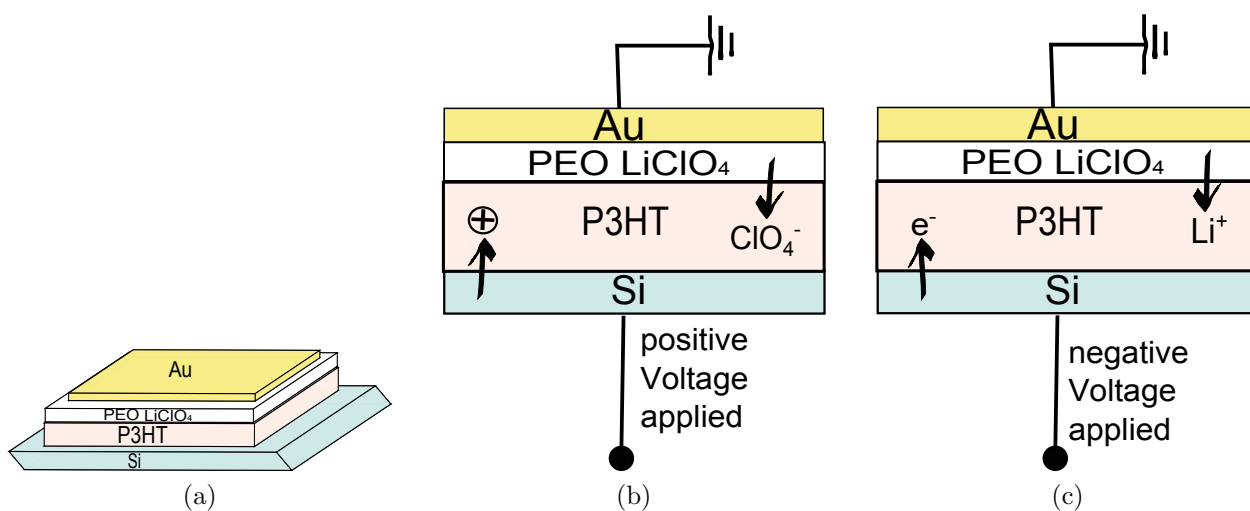 Au
PEO LiClO₄
P3HT
Si
(a)
Au
PEO LiClO₄
⊕ P3HT ClO₄⁻
Si
positive
Voltage
applied
(b)
Au
PEO LiClO₄
e⁻ P3HT Li⁺
Si
negative
Voltage
applied
(c)